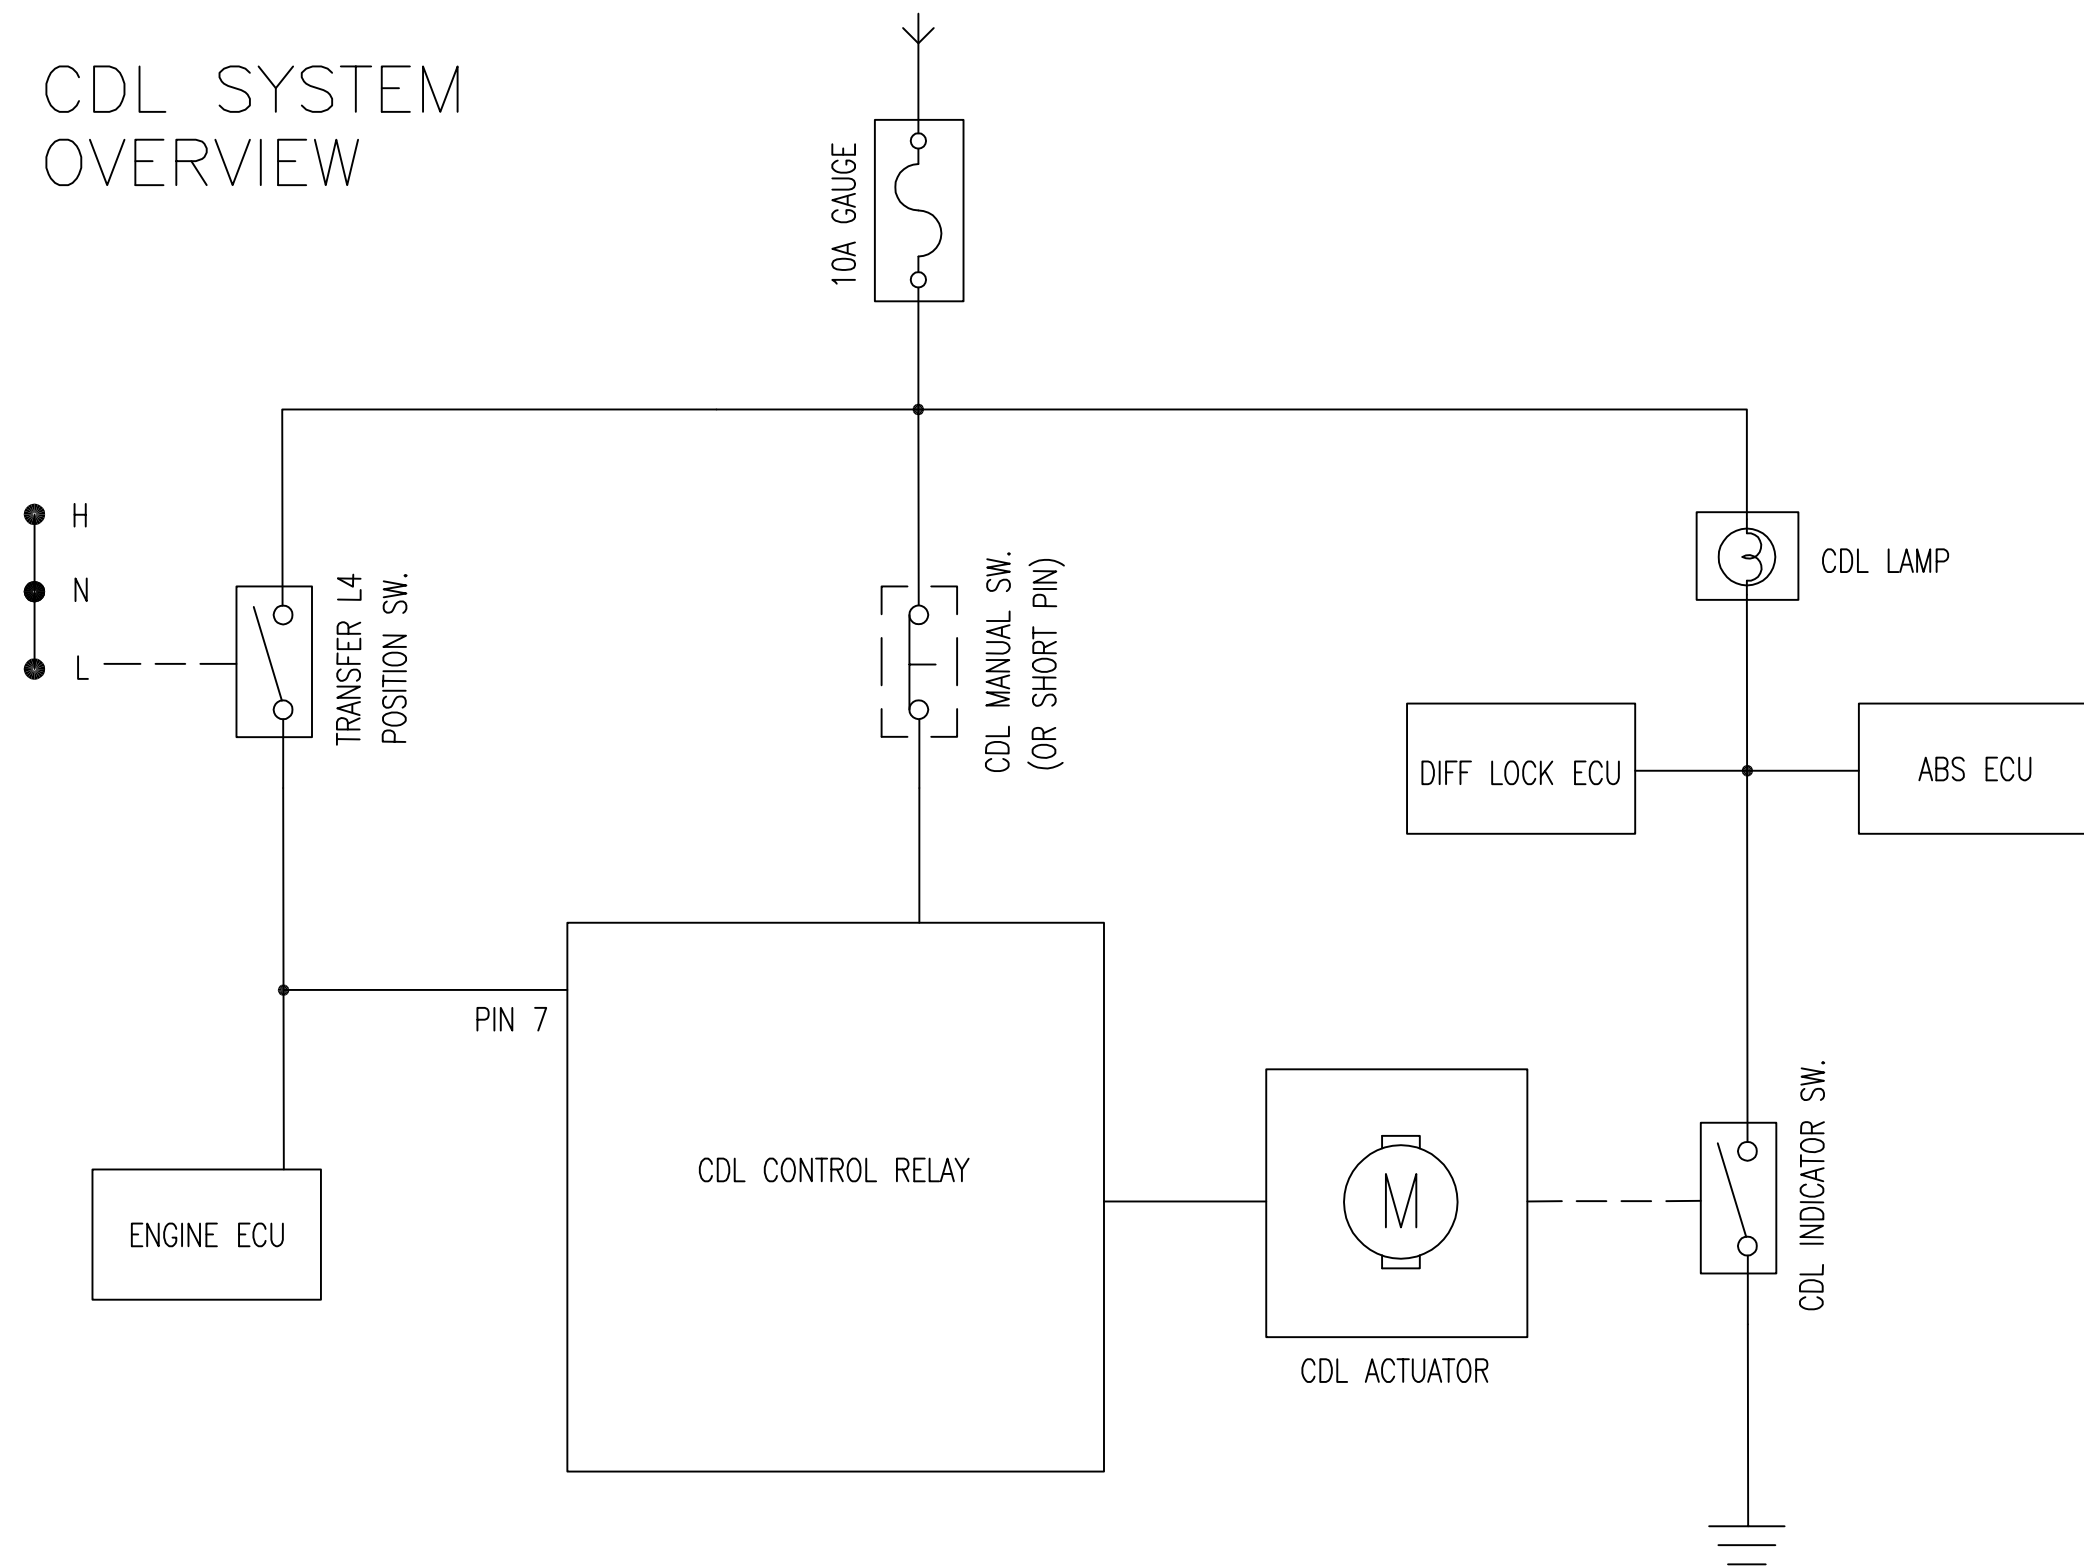 CDL SYSTEM
OVERVIEW
10A GAUGE
H
N
L
TRANSFER L4
POSITION SW.
CDL MANUAL SW.
(OR SHORT PIN)
CDL LAMP
DIFF LOCK ECU
ABS ECU
PIN 7
CDL CONTROL RELAY
ENGINE ECU
M
CDL ACTUATOR
CDL INDICATOR SW.